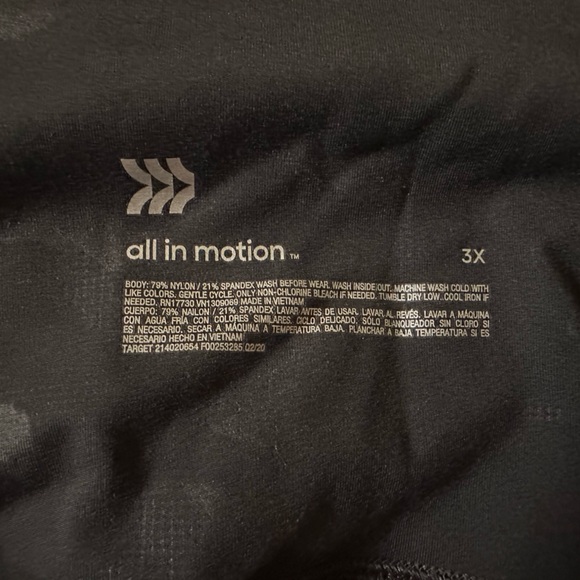 all in motion™
3X
BODY: 79% NYLON / 21% SPANDEX WASH BEFORE WEAR. WASH INSIDE OUT. MACHINE WASH COLD WITH
LIKE COLORS. GENTLE CYCLE. ONLY NON-CHLORINE BLEACH IF NEEDED. TUMBLE DRY LOW. COOL IRON IF
NEEDED. RN17730 VN1309069 MADE IN VIETNAM
CUERPO: 79% NAILON / 21% SPANDEX LAVAR ANTES DE USAR. LAVAR AL REVÉS. LAVAR A MÁQUINA
CON AGUA FRÍA CON COLORES SIMILARES. CICLO DELICADO. SÓLO BLANQUEADOR SIN CLORO SI
ES NECESARIO. SECAR A MÁQUINA A TEMPERATURA BAJA. PLANCHAR A BAJA TEMPERATURA SI ES
NECESARIO HECHO EN VIETNAM
TARGET 214020654 F00253285 02/20